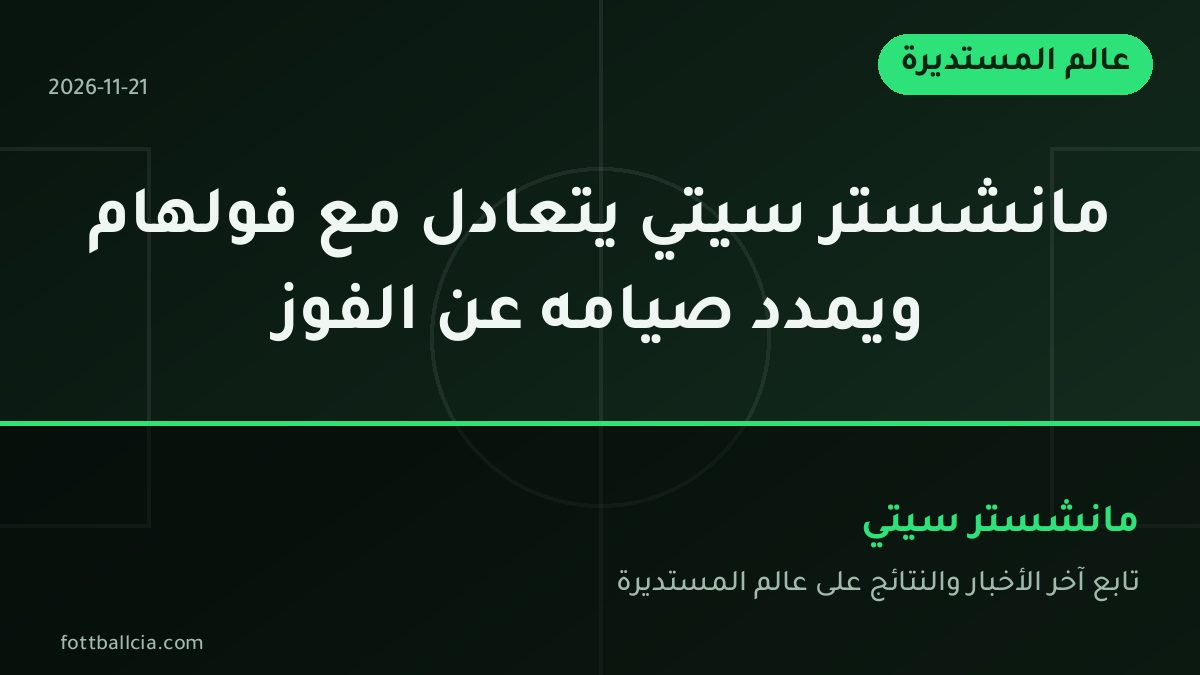 عالم المستديرة
2026-11-21
مانشستر سيتي يتعادل مع فولهام
ويمدد صيامه عن الفوز
مانشستر سيتي
تابع آخر الأخبار والنتائج على عالم المستديرة
fottballcia.com